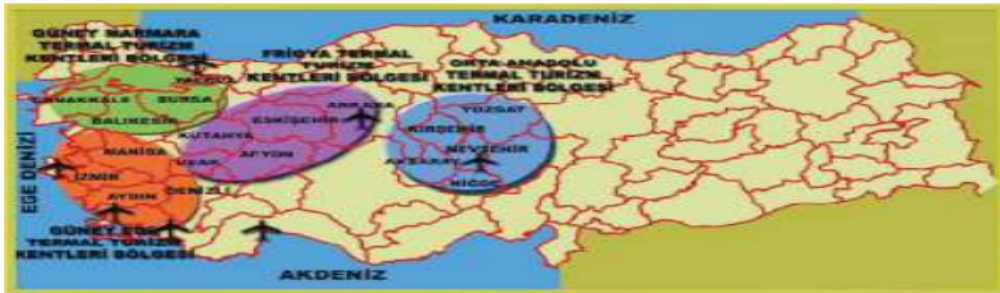 KARADENİZ
GÜNEY MARMARA
TERMAL TURİZM
KENTLERİ BÖLGESİ
FRİGYA TERMAL
TURİZM
KENTLERİ BÖLGESİ
ORTA ANADOLU
TERMAL TURİZM
KENTLERİ BÖLGESİ
YALOVA
ÇANAKKALE
BURSA
BALIKESİR
ANKARA
ESKİŞEHİR
KÜTAHYA
UŞAK
AFYON
YOZGAT
KIRŞEHİR
NEVŞEHİR
AKSARAY
NİĞDE
EGE DENİZİ
MANİSA
İZMİR
AYDIN
DENİZLİ
GÜNEY EGE
TERMAL TURİZM
KENTLERİ BÖLGESİ
AKDENİZ